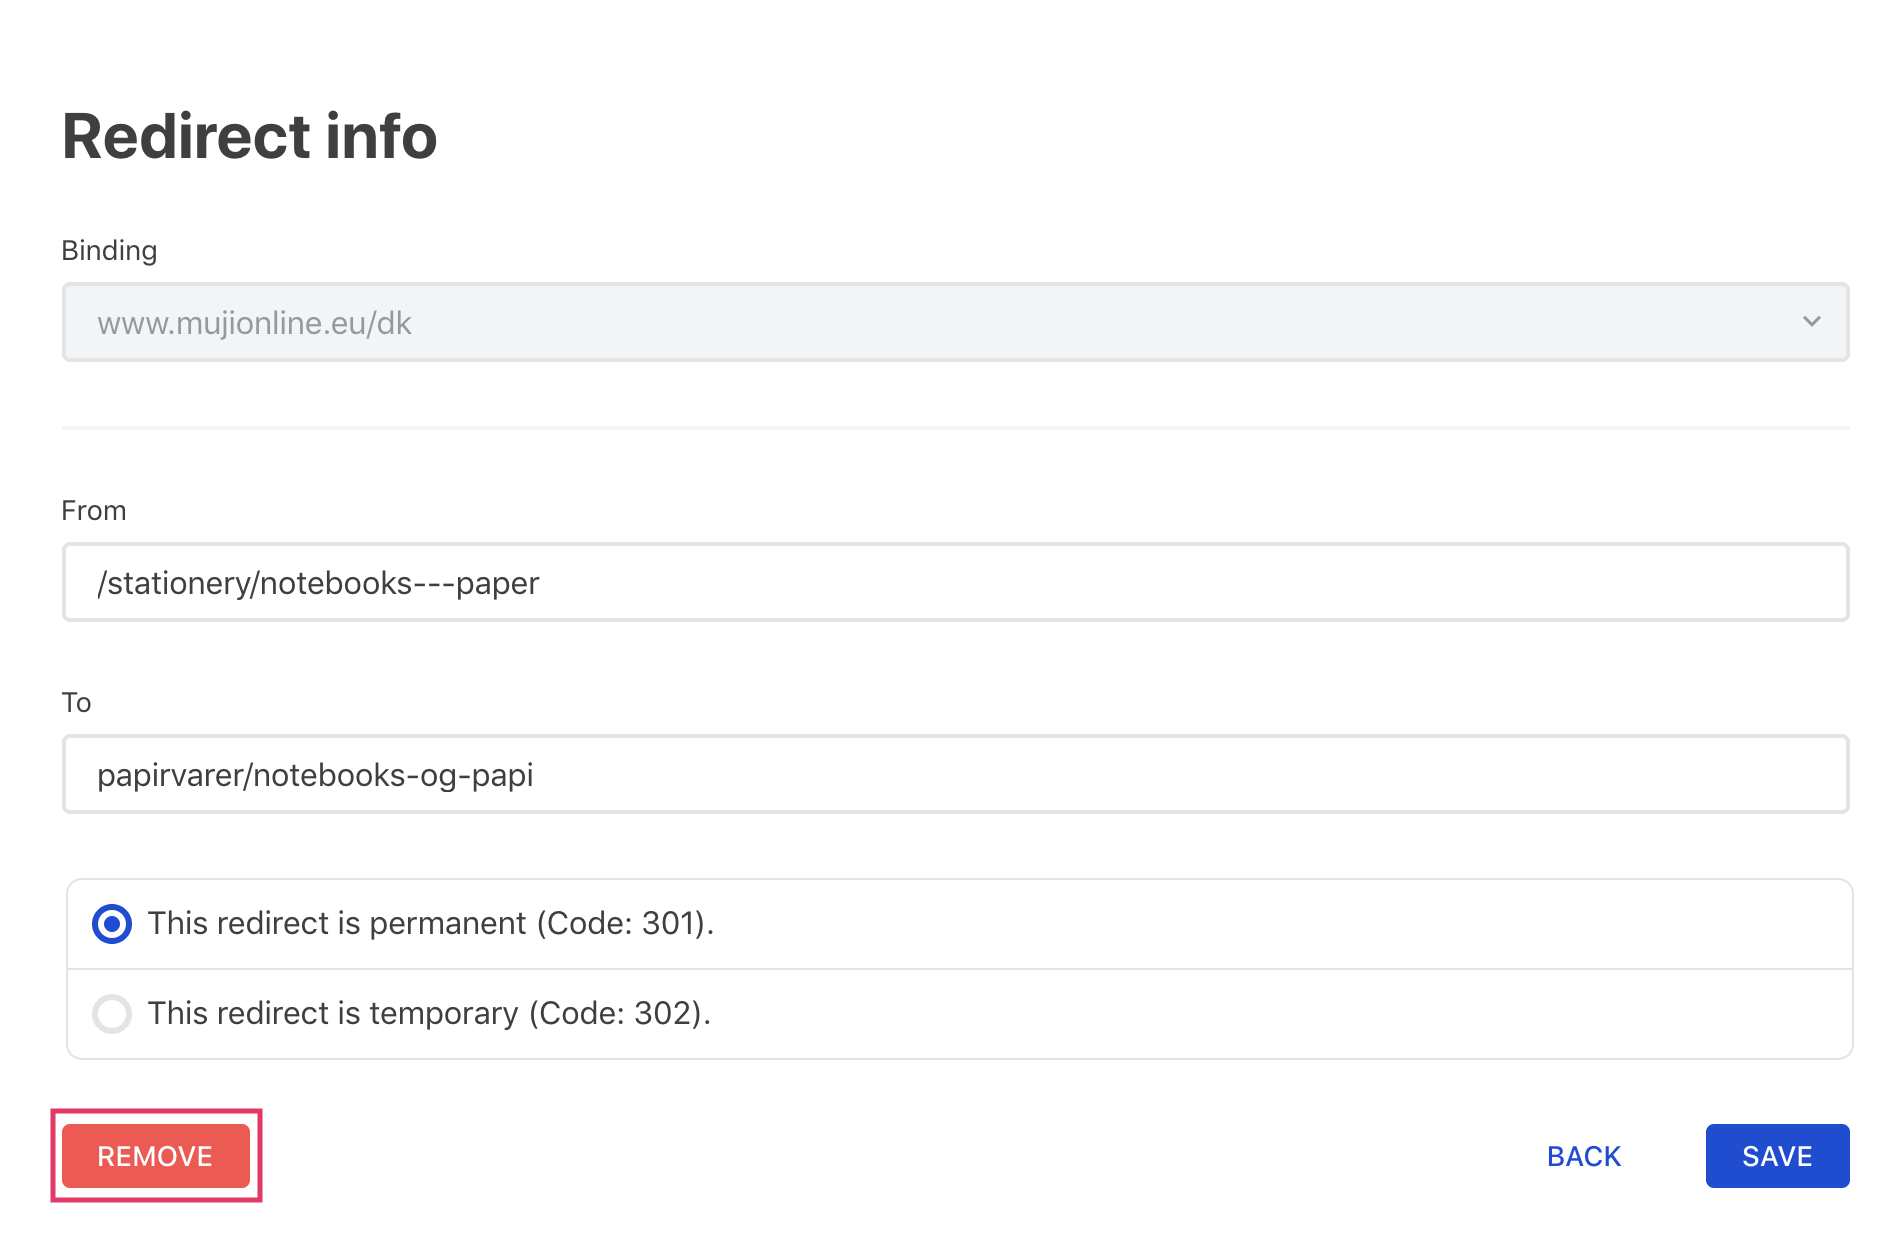 Redirect info
Binding
www.mujionline.eu/dk
From
/stationery/notebooks---paper
To
papirvarer/notebooks-og-papi
This redirect is permanent (Code: 301).
This redirect is temporary (Code: 302).
REMOVE
BACK
SAVE